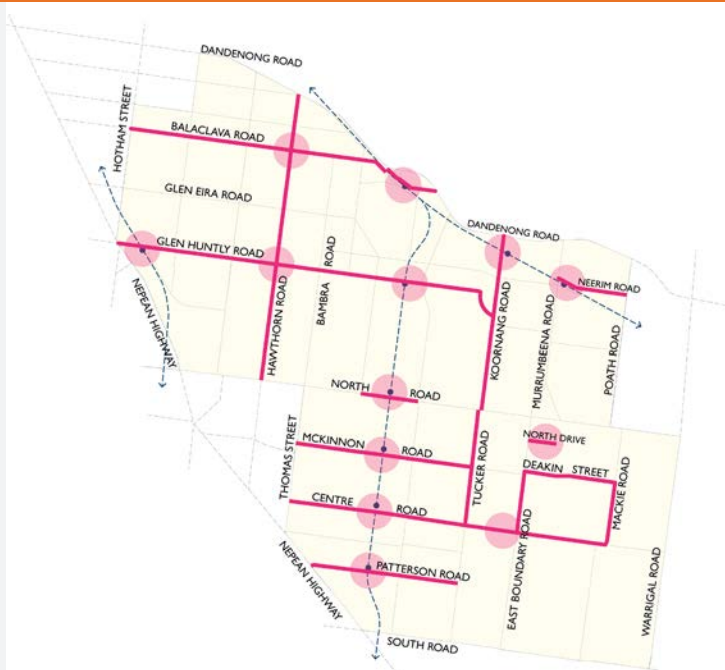 DANDENONG ROAD
HOTHAM STREET
BALACLAVA ROAD
GLEN EIRA ROAD
DANDENONG ROAD
GLEN HUNTLY ROAD
BAMBRA ROAD
NEERIM ROAD
NEPEAN HIGHWAY
HAWTHORN ROAD
KOORNANG ROAD
MURRUMBEENA ROAD
POATH ROAD
NORTH ROAD
THOMAS STREET
MCKINNON ROAD
TUCKER ROAD
NORTH DRIVE
DEAKIN STREET
MACKIE ROAD
CENTRE ROAD
EAST BOUNDARY ROAD
NEPEAN HIGHWAY
PATTERSON ROAD
WARRIGAL ROAD
SOUTH ROAD